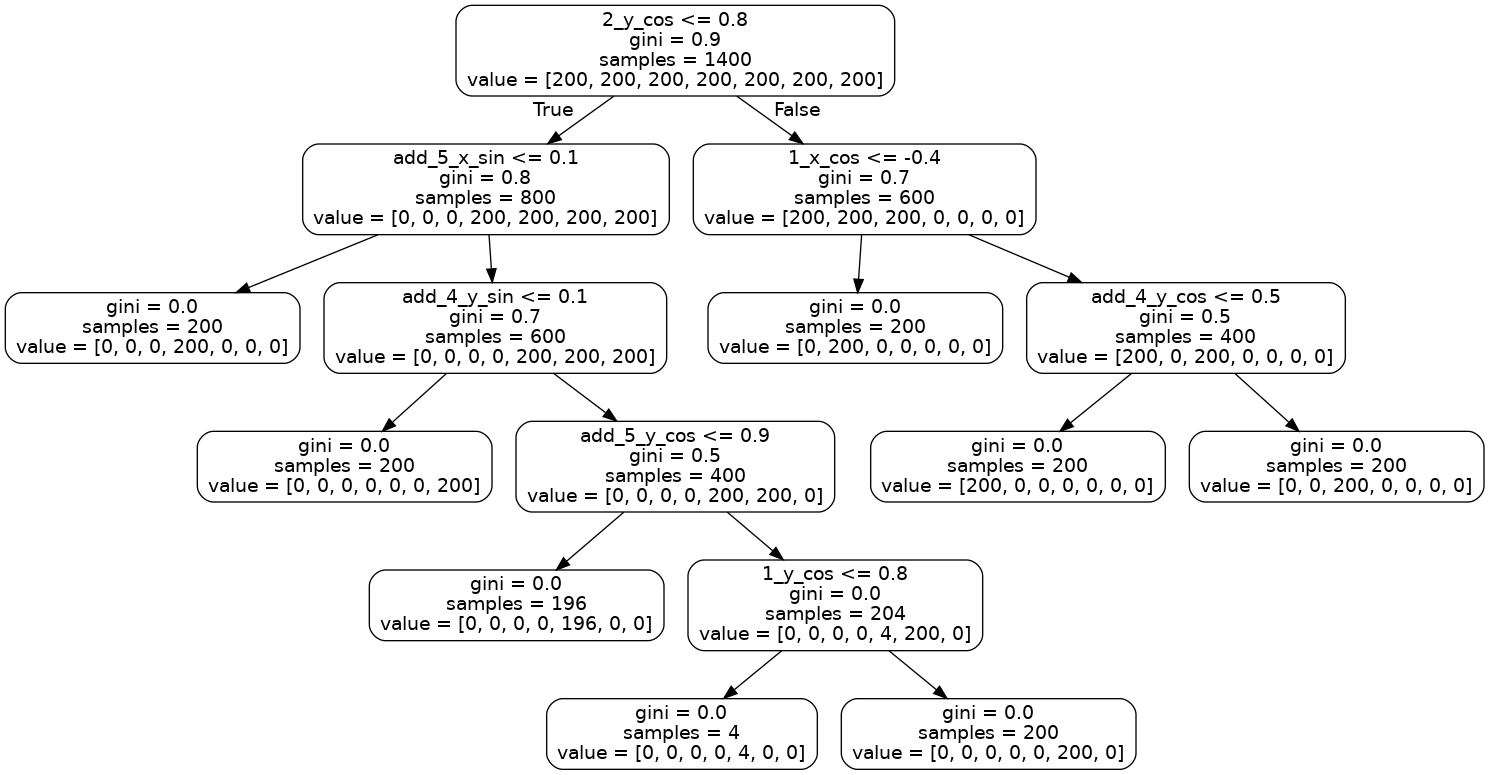 2_y_cos <= 0.8
gini = 0.9
samples = 1400
value = [200, 200, 200, 200, 200, 200, 200]
True
False
add_5_x_sin <= 0.1
gini = 0.8
samples = 800
value = [0, 0, 0, 200, 200, 200, 200]
1_x_cos <= -0.4
gini = 0.7
samples = 600
value = [200, 200, 200, 0, 0, 0, 0]
gini = 0.0
samples = 200
value = [0, 0, 0, 200, 0, 0, 0]
add_4_y_sin <= 0.1
gini = 0.7
samples = 600
value = [0, 0, 0, 0, 200, 200, 200]
gini = 0.0
samples = 200
value = [0, 200, 0, 0, 0, 0, 0]
add_4_y_cos <= 0.5
gini = 0.5
samples = 400
value = [200, 0, 200, 0, 0, 0, 0]
gini = 0.0
samples = 200
value = [0, 0, 0, 0, 0, 0, 200]
add_5_y_cos <= 0.9
gini = 0.5
samples = 400
value = [0, 0, 0, 0, 200, 200, 0]
gini = 0.0
samples = 200
value = [200, 0, 0, 0, 0, 0, 0]
gini = 0.0
samples = 200
value = [0, 0, 200, 0, 0, 0, 0]
gini = 0.0
samples = 196
value = [0, 0, 0, 0, 196, 0, 0]
1_y_cos <= 0.8
gini = 0.0
samples = 204
value = [0, 0, 0, 0, 4, 200, 0]
gini = 0.0
samples = 4
value = [0, 0, 0, 0, 4, 0, 0]
gini = 0.0
samples = 200
value = [0, 0, 0, 0, 0, 200, 0]